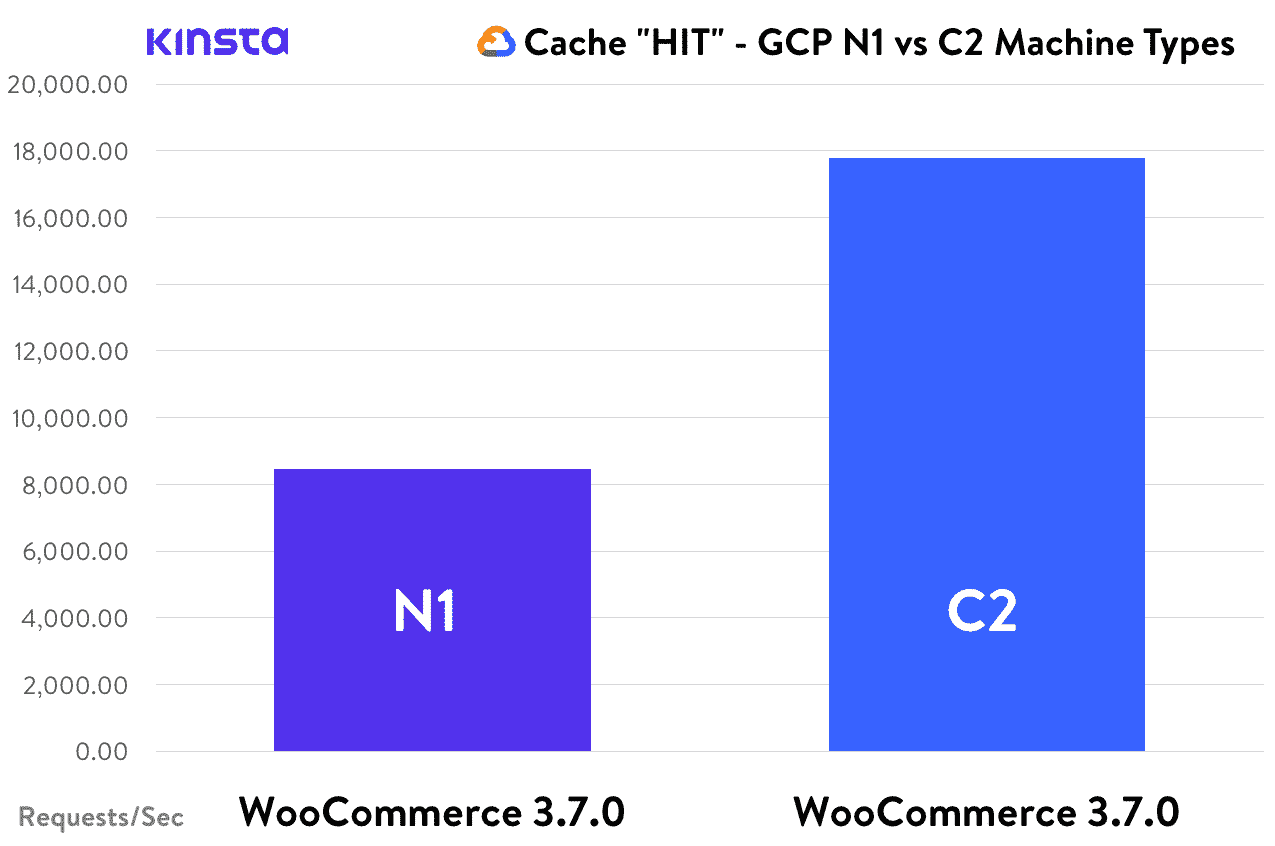 Kinsta
Cache "HIT" - GCP N1 vs C2 Machine Types
20,000.00
18,000.00
16,000.00
14,000.00
12,000.00
10,000.00
8,000.00
6,000.00
4,000.00
2,000.00
0.00
N1
C2
Requests/Sec
WooCommerce 3.7.0
WooCommerce 3.7.0